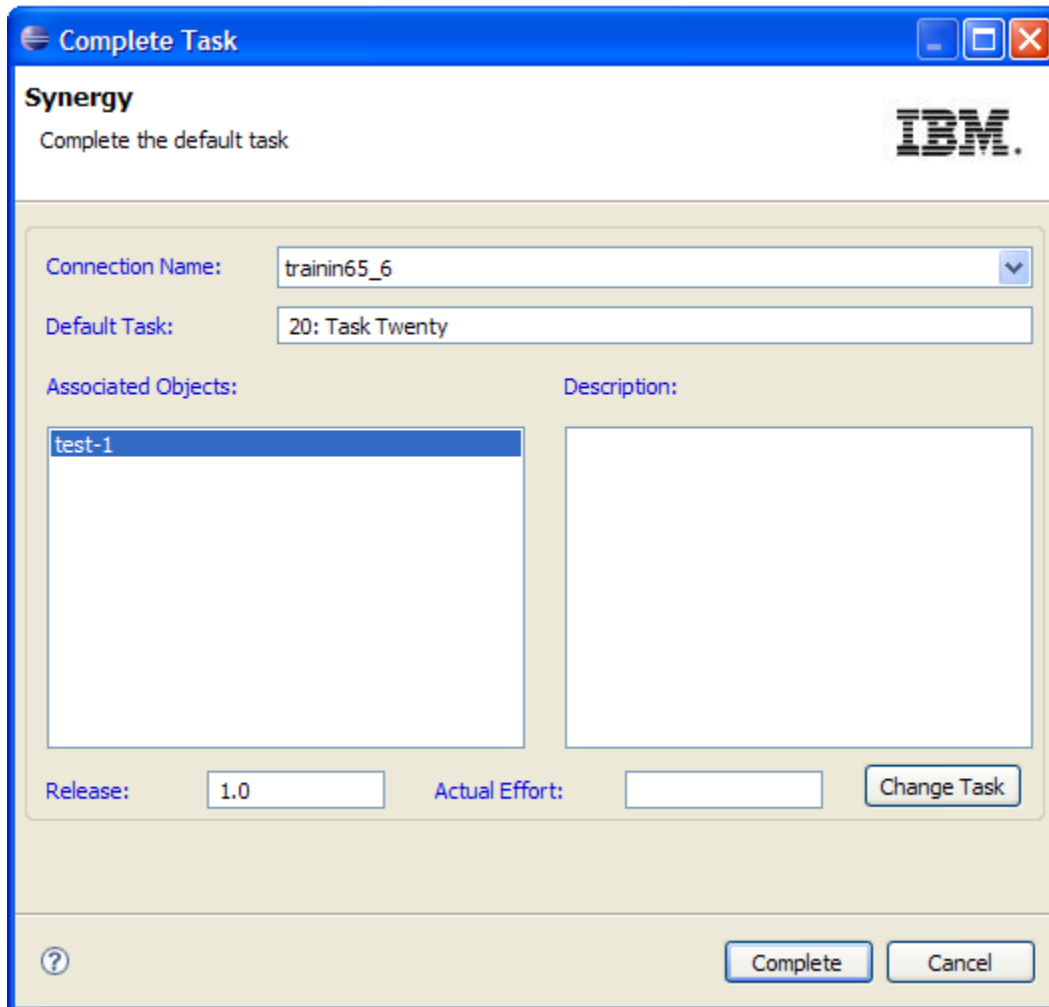 Complete Task
Synergy
Complete the default task
IBM.
Connection Name: trainin65_6
Default Task: 20: Task Twenty
Associated Objects: Description:
test-1
Release: 1.0 Actual Effort: Change Task
? Complete Cancel